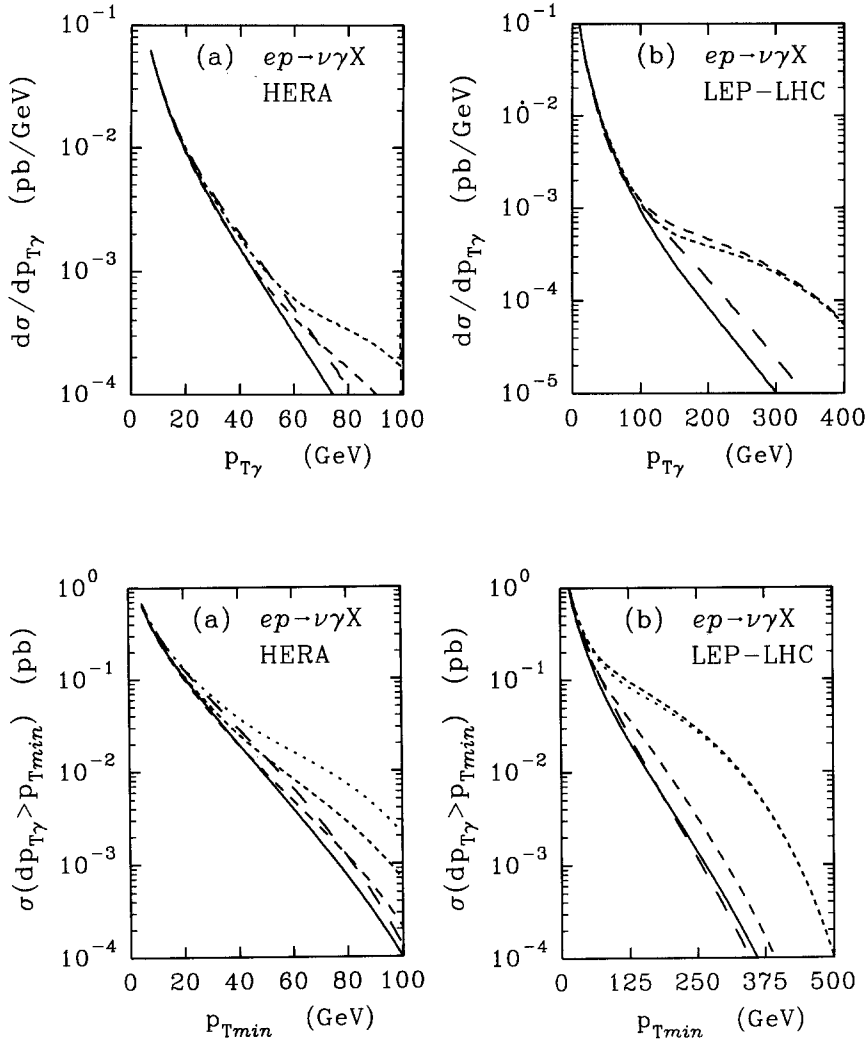 (a) ep→νγX
HERA
dσ/dp_Tγ (pb/GeV)
10^-1
10^-2
10^-3
10^-4
0 20 40 60 80 100
p_Tγ (GeV)
(b) ep→νγX
LEP-LHC
dσ/dp_Tγ (pb/GeV)
10^-1
10^-2
10^-3
10^-4
10^-5
0 100 200 300 400
p_Tγ (GeV)
(a) ep→νγX
HERA
σ(dp_Tγ>p_Tmin) (pb)
10^0
10^-1
10^-2
10^-3
10^-4
0 20 40 60 80 100
p_Tmin (GeV)
(b) ep→νγX
LEP-LHC
σ(dp_Tγ>p_Tmin) (pb)
10^0
10^-1
10^-2
10^-3
10^-4
0 125 250 375 500
p_Tmin (GeV)